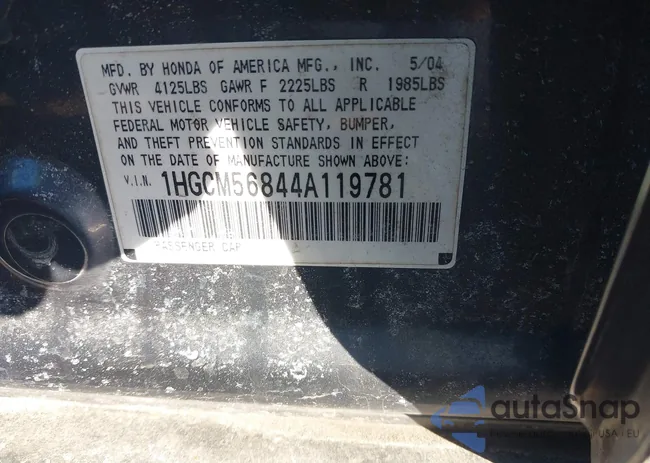 MFD. BY HONDA OF AMERICA MFG., INC. 5/04
GVWR 4125LBS GAWR F 2225LBS R 1985LBS
THIS VEHICLE CONFORMS TO ALL APPLICABLE
FEDERAL MOTOR VEHICLE SAFETY, BUMPER,
AND THEFT PREVENTION STANDARDS IN EFFECT
ON THE DATE OF MANUFACTURE SHOWN ABOVE:
V.I.N. 1HGCM56844A119781
PASSENGER CAR
autoSnap
USA EU